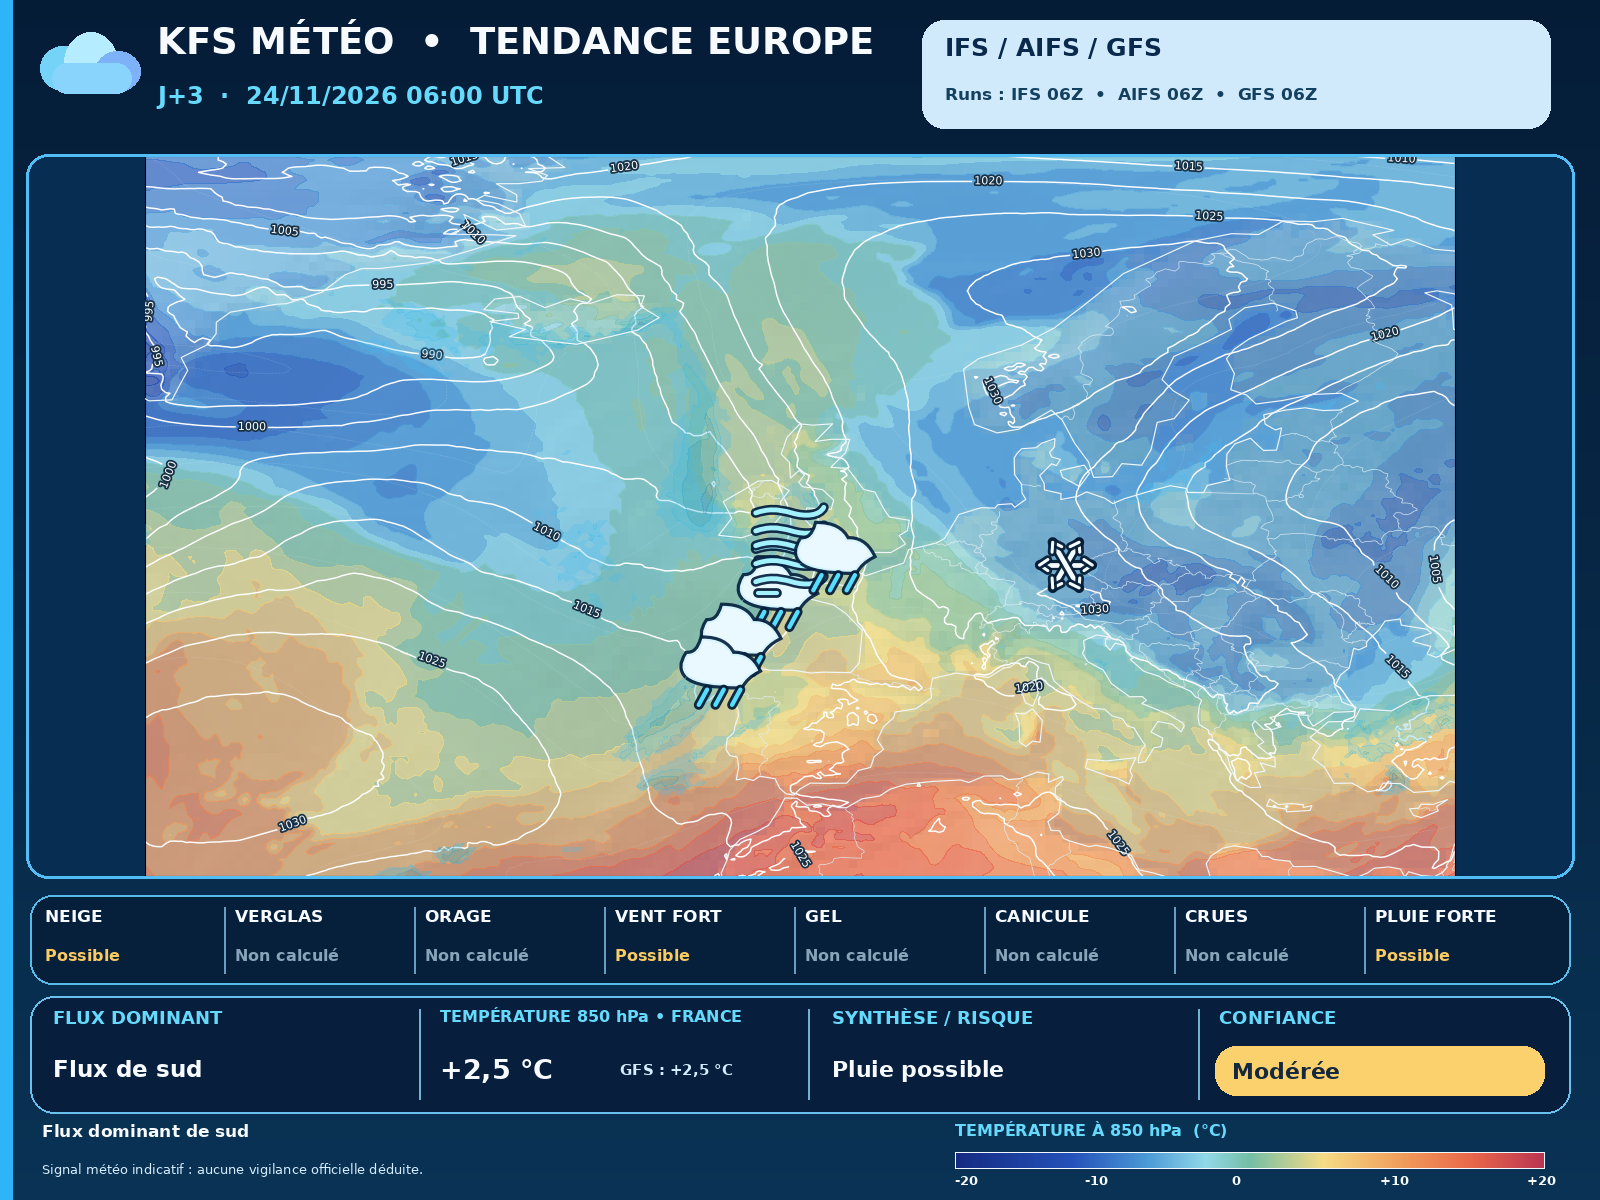 KFS MÉTÉO • TENDANCE EUROPE
J+3 · 24/11/2026 06:00 UTC
IFS / AIFS / GFS
Runs : IFS 06Z • AIFS 06Z • GFS 06Z
1020
1015
1010
1020
1025
1005
1010
1030
995
995
1020
995
990
1030
1000
1000
1010
1005
1010
1015
1030
1025
1015
1020
1030
1025
1025
NEIGE
Possible
VERGLAS
Non calculé
ORAGE
Non calculé
VENT FORT
Possible
GEL
Non calculé
CANICULE
Non calculé
CRUES
Non calculé
PLUIE FORTE
Possible
FLUX DOMINANT
Flux de sud
TEMPÉRATURE 850 hPa • FRANCE
+2,5 °C
GFS : +2,5 °C
SYNTHÈSE / RISQUE
Pluie possible
CONFIANCE
Modérée
Flux dominant de sud
Signal météo indicatif : aucune vigilance officielle déduite.
TEMPÉRATURE À 850 hPa (°C)
-20 -10 0 +10 +20